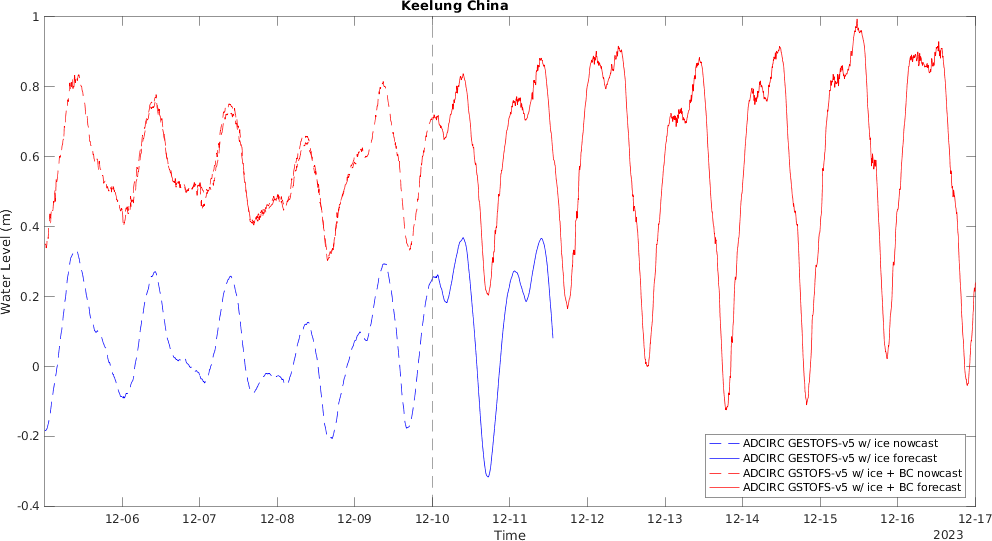 Keelung China
Water Level (m)
1
0.8
0.6
0.4
0.2
0
-0.2
-0.4
ADCIRC GESTOFS-v5 w/ ice nowcast
ADCIRC GESTOFS-v5 w/ ice forecast
ADCIRC GSTOFS-v5 w/ ice + BC nowcast
ADCIRC GSTOFS-v5 w/ ice + BC forecast
12-06 12-07 12-08 12-09 12-10 12-11 12-12 12-13 12-14 12-15 12-16 12-17
Time
2023